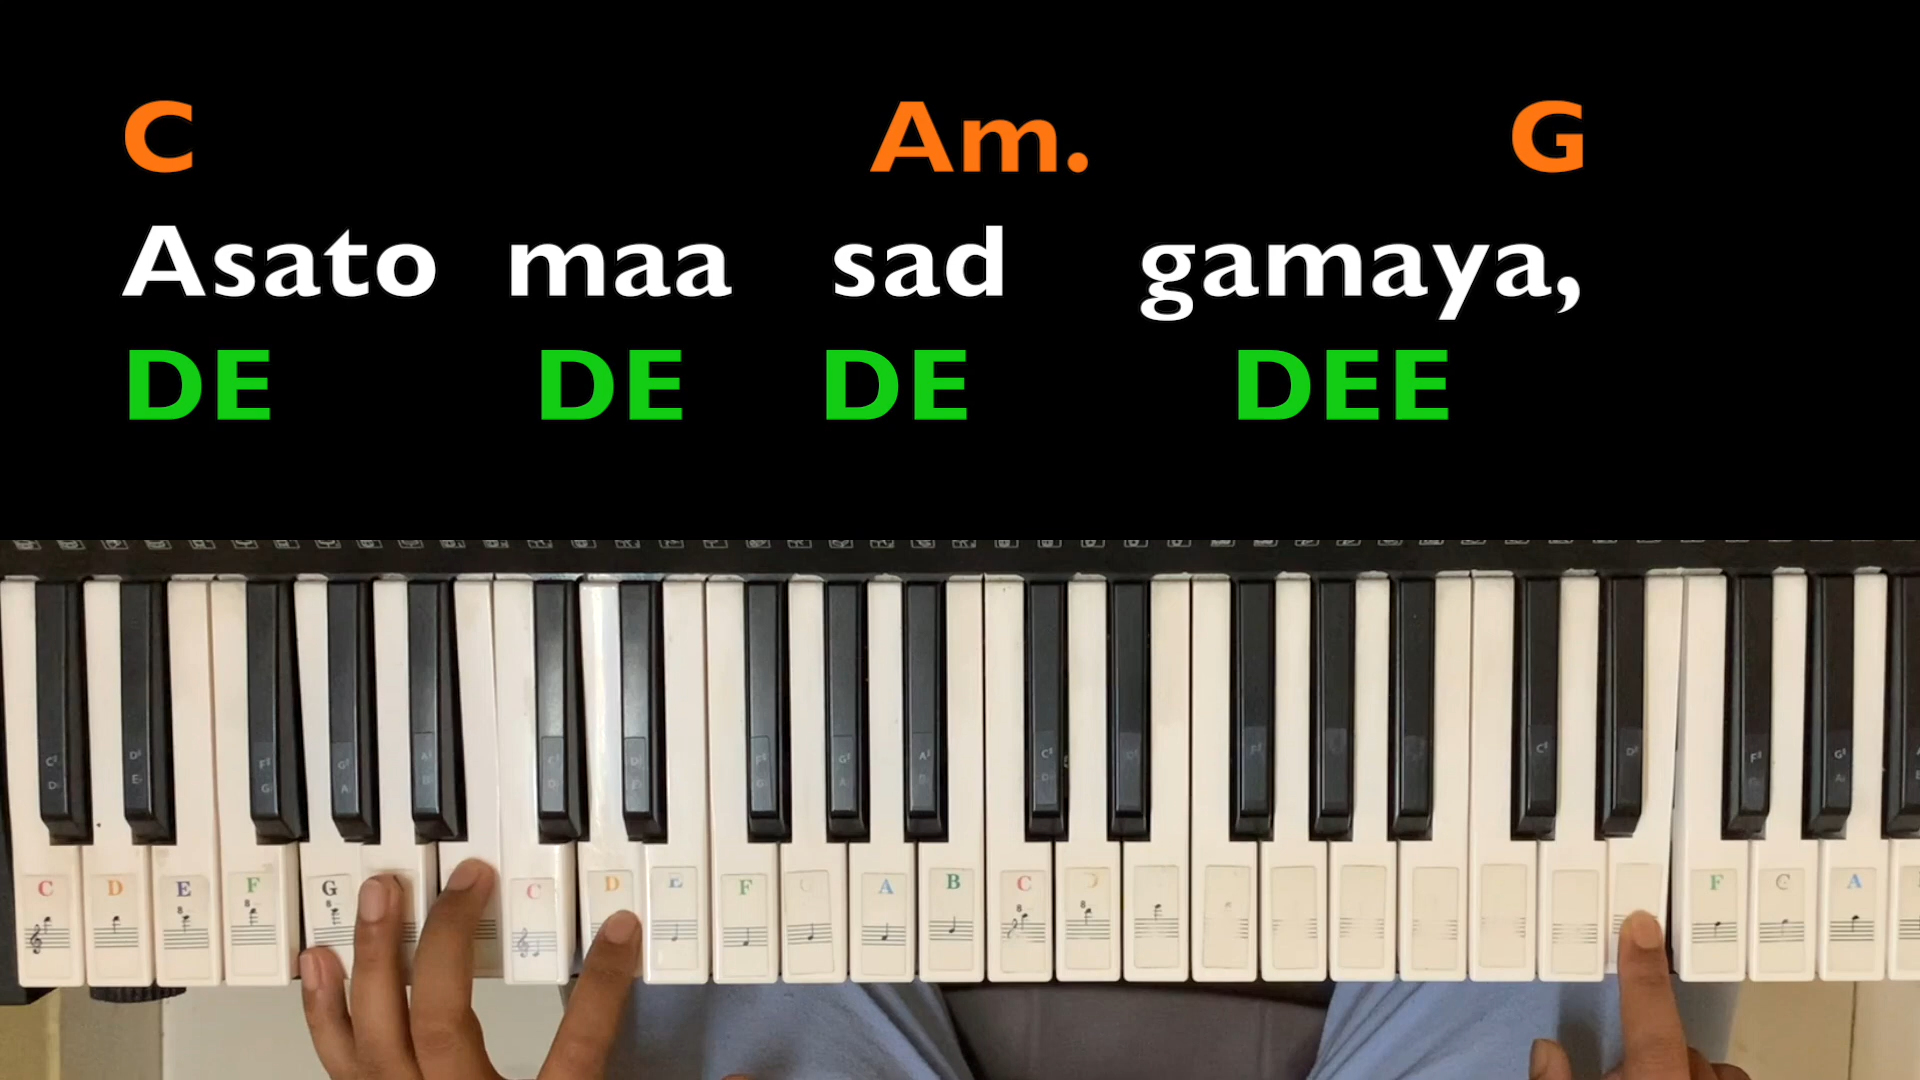 C Am. G
Asato maa sad gamaya,
DE DE DE DEE
C♯ D♯ F♯ G♯ A♯ C♯ D♯ F♯ G♯ A♯ C♯ C♯ D♯ F♯ G♯
C D E F G C D E F A B C F A